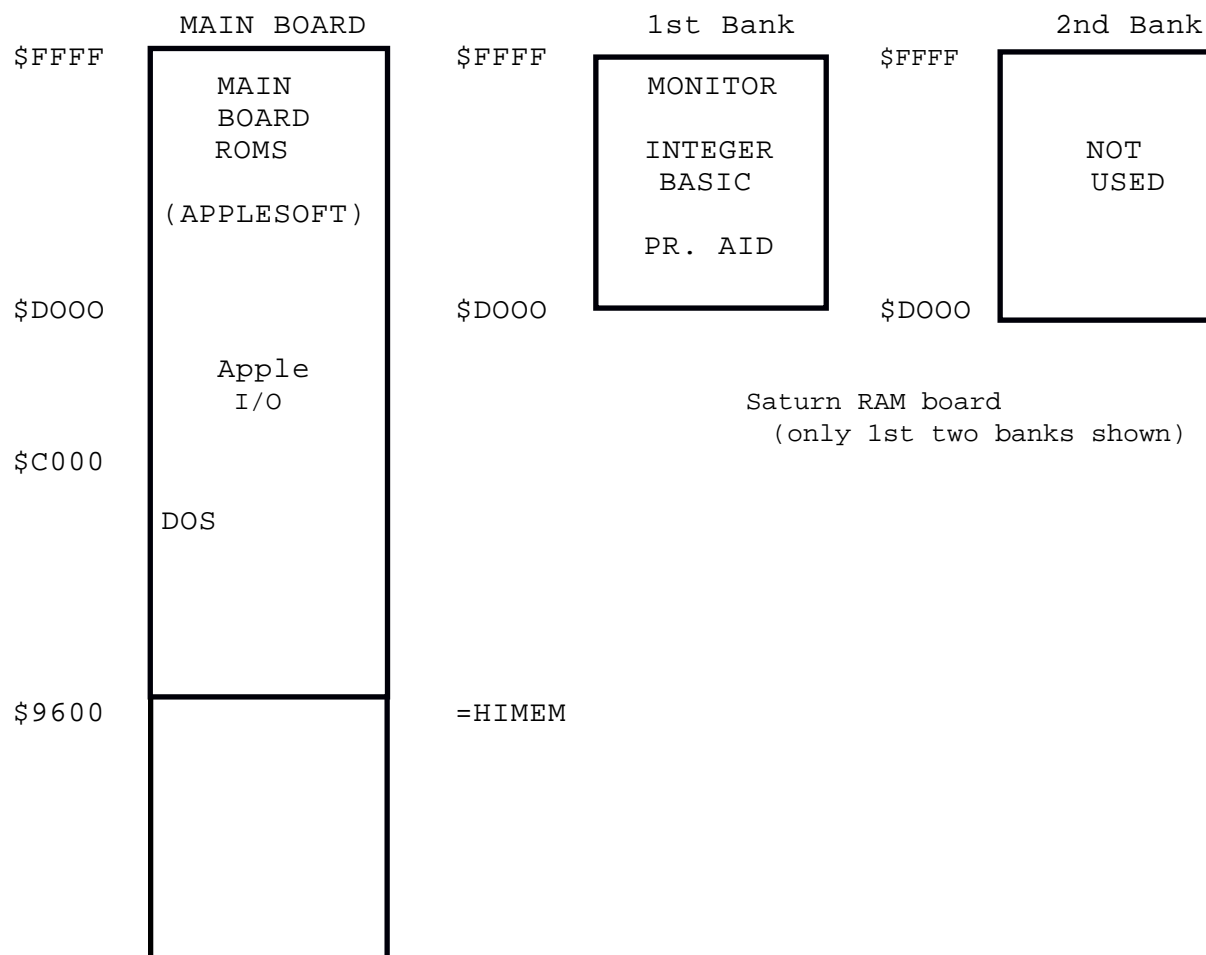 MAIN BOARD
1st Bank
2nd Bank
$FFFF
$FFFF
$FFFF
MAIN
BOARD
ROMS
(APPLESOFT)
MONITOR
INTEGER
BASIC
PR. AID
NOT
USED
$DOOO
$DOOO
$DOOO
Apple
I/O
Saturn RAM board
(only 1st two banks shown)
$C000
DOS
$9600
=HIMEM